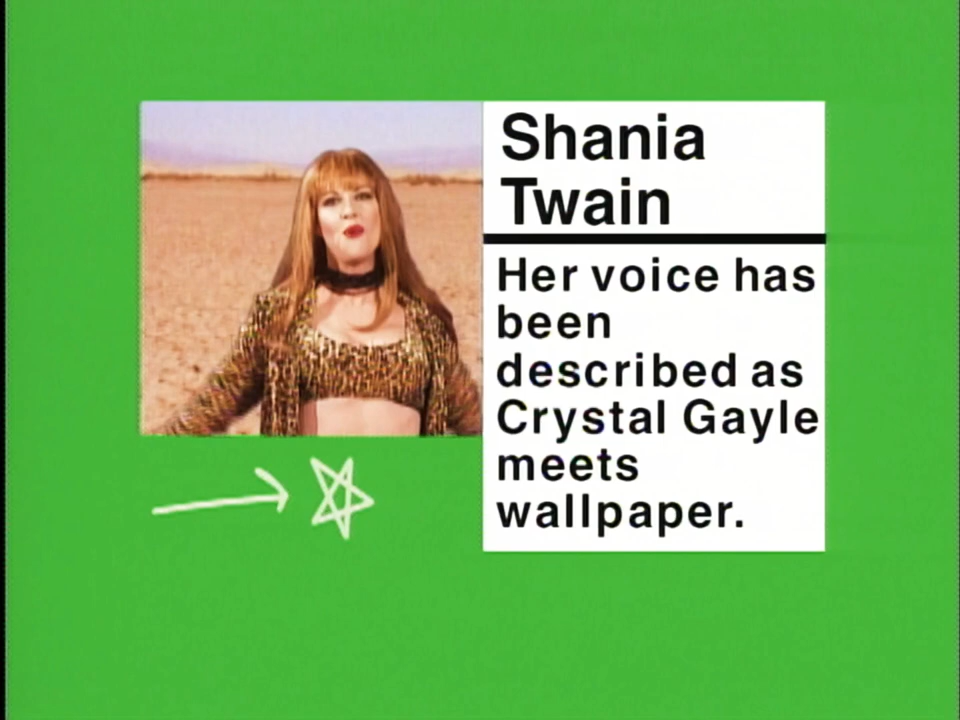 Shania
Twain
Her voice has
been
described as
Crystal Gayle
meets
wallpaper.